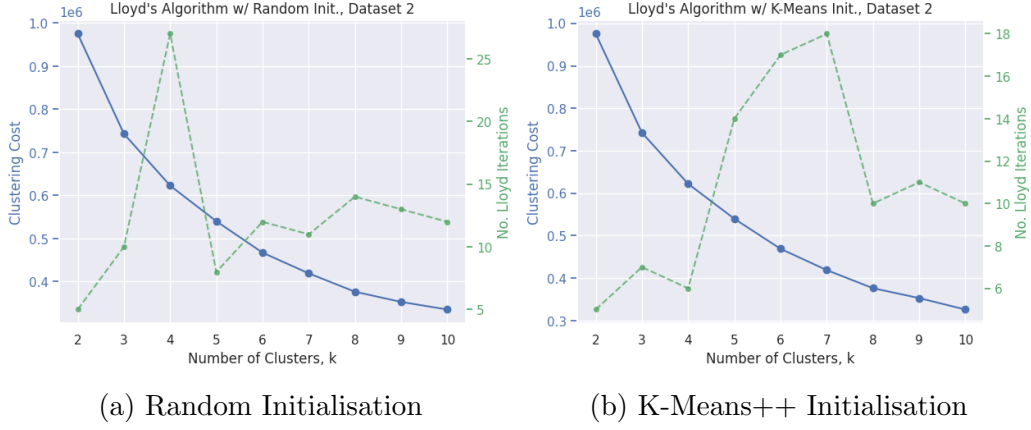 Lloyd's Algorithm w/ Random Init., Dataset 2
1e6
1.0
0.9
0.8
0.7
0.6
0.5
0.4
Clustering Cost
25
20
15
10
5
No. Lloyd Iterations
2 3 4 5 6 7 8 9 10
Number of Clusters, k
(a) Random Initialisation
Lloyd's Algorithm w/ K-Means Init., Dataset 2
1e6
1.0
0.9
0.8
0.7
0.6
0.5
0.4
0.3
Clustering Cost
18
16
14
12
10
8
6
No. Lloyd Iterations
2 3 4 5 6 7 8 9 10
Number of Clusters, k
(b) K-Means++ Initialisation